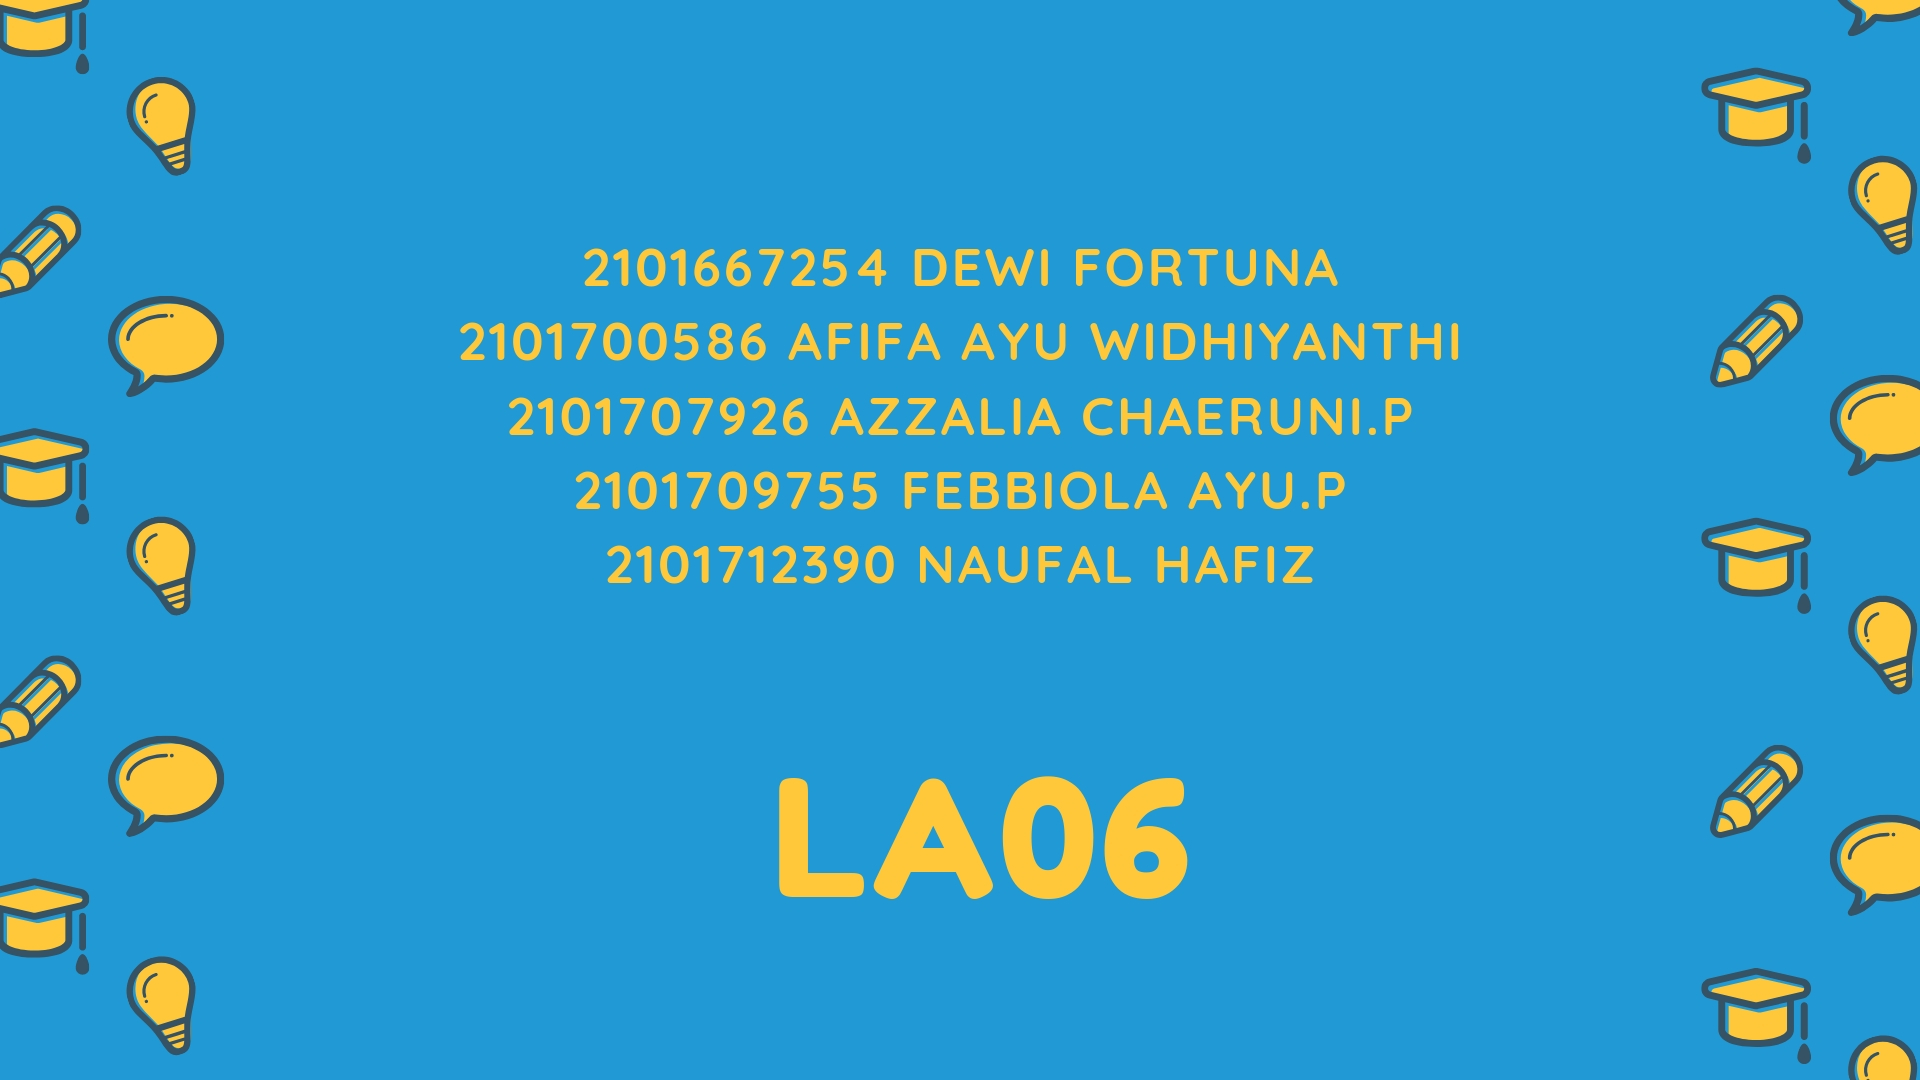 2101667254 DEWI FORTUNA
2101700586 AFIFA AYU WIDHIYANTHI
2101707926 AZZALIA CHAERUNI.P
2101709755 FEBBIOLA AYU.P
2101712390 NAUFAL HAFIZ
LA06